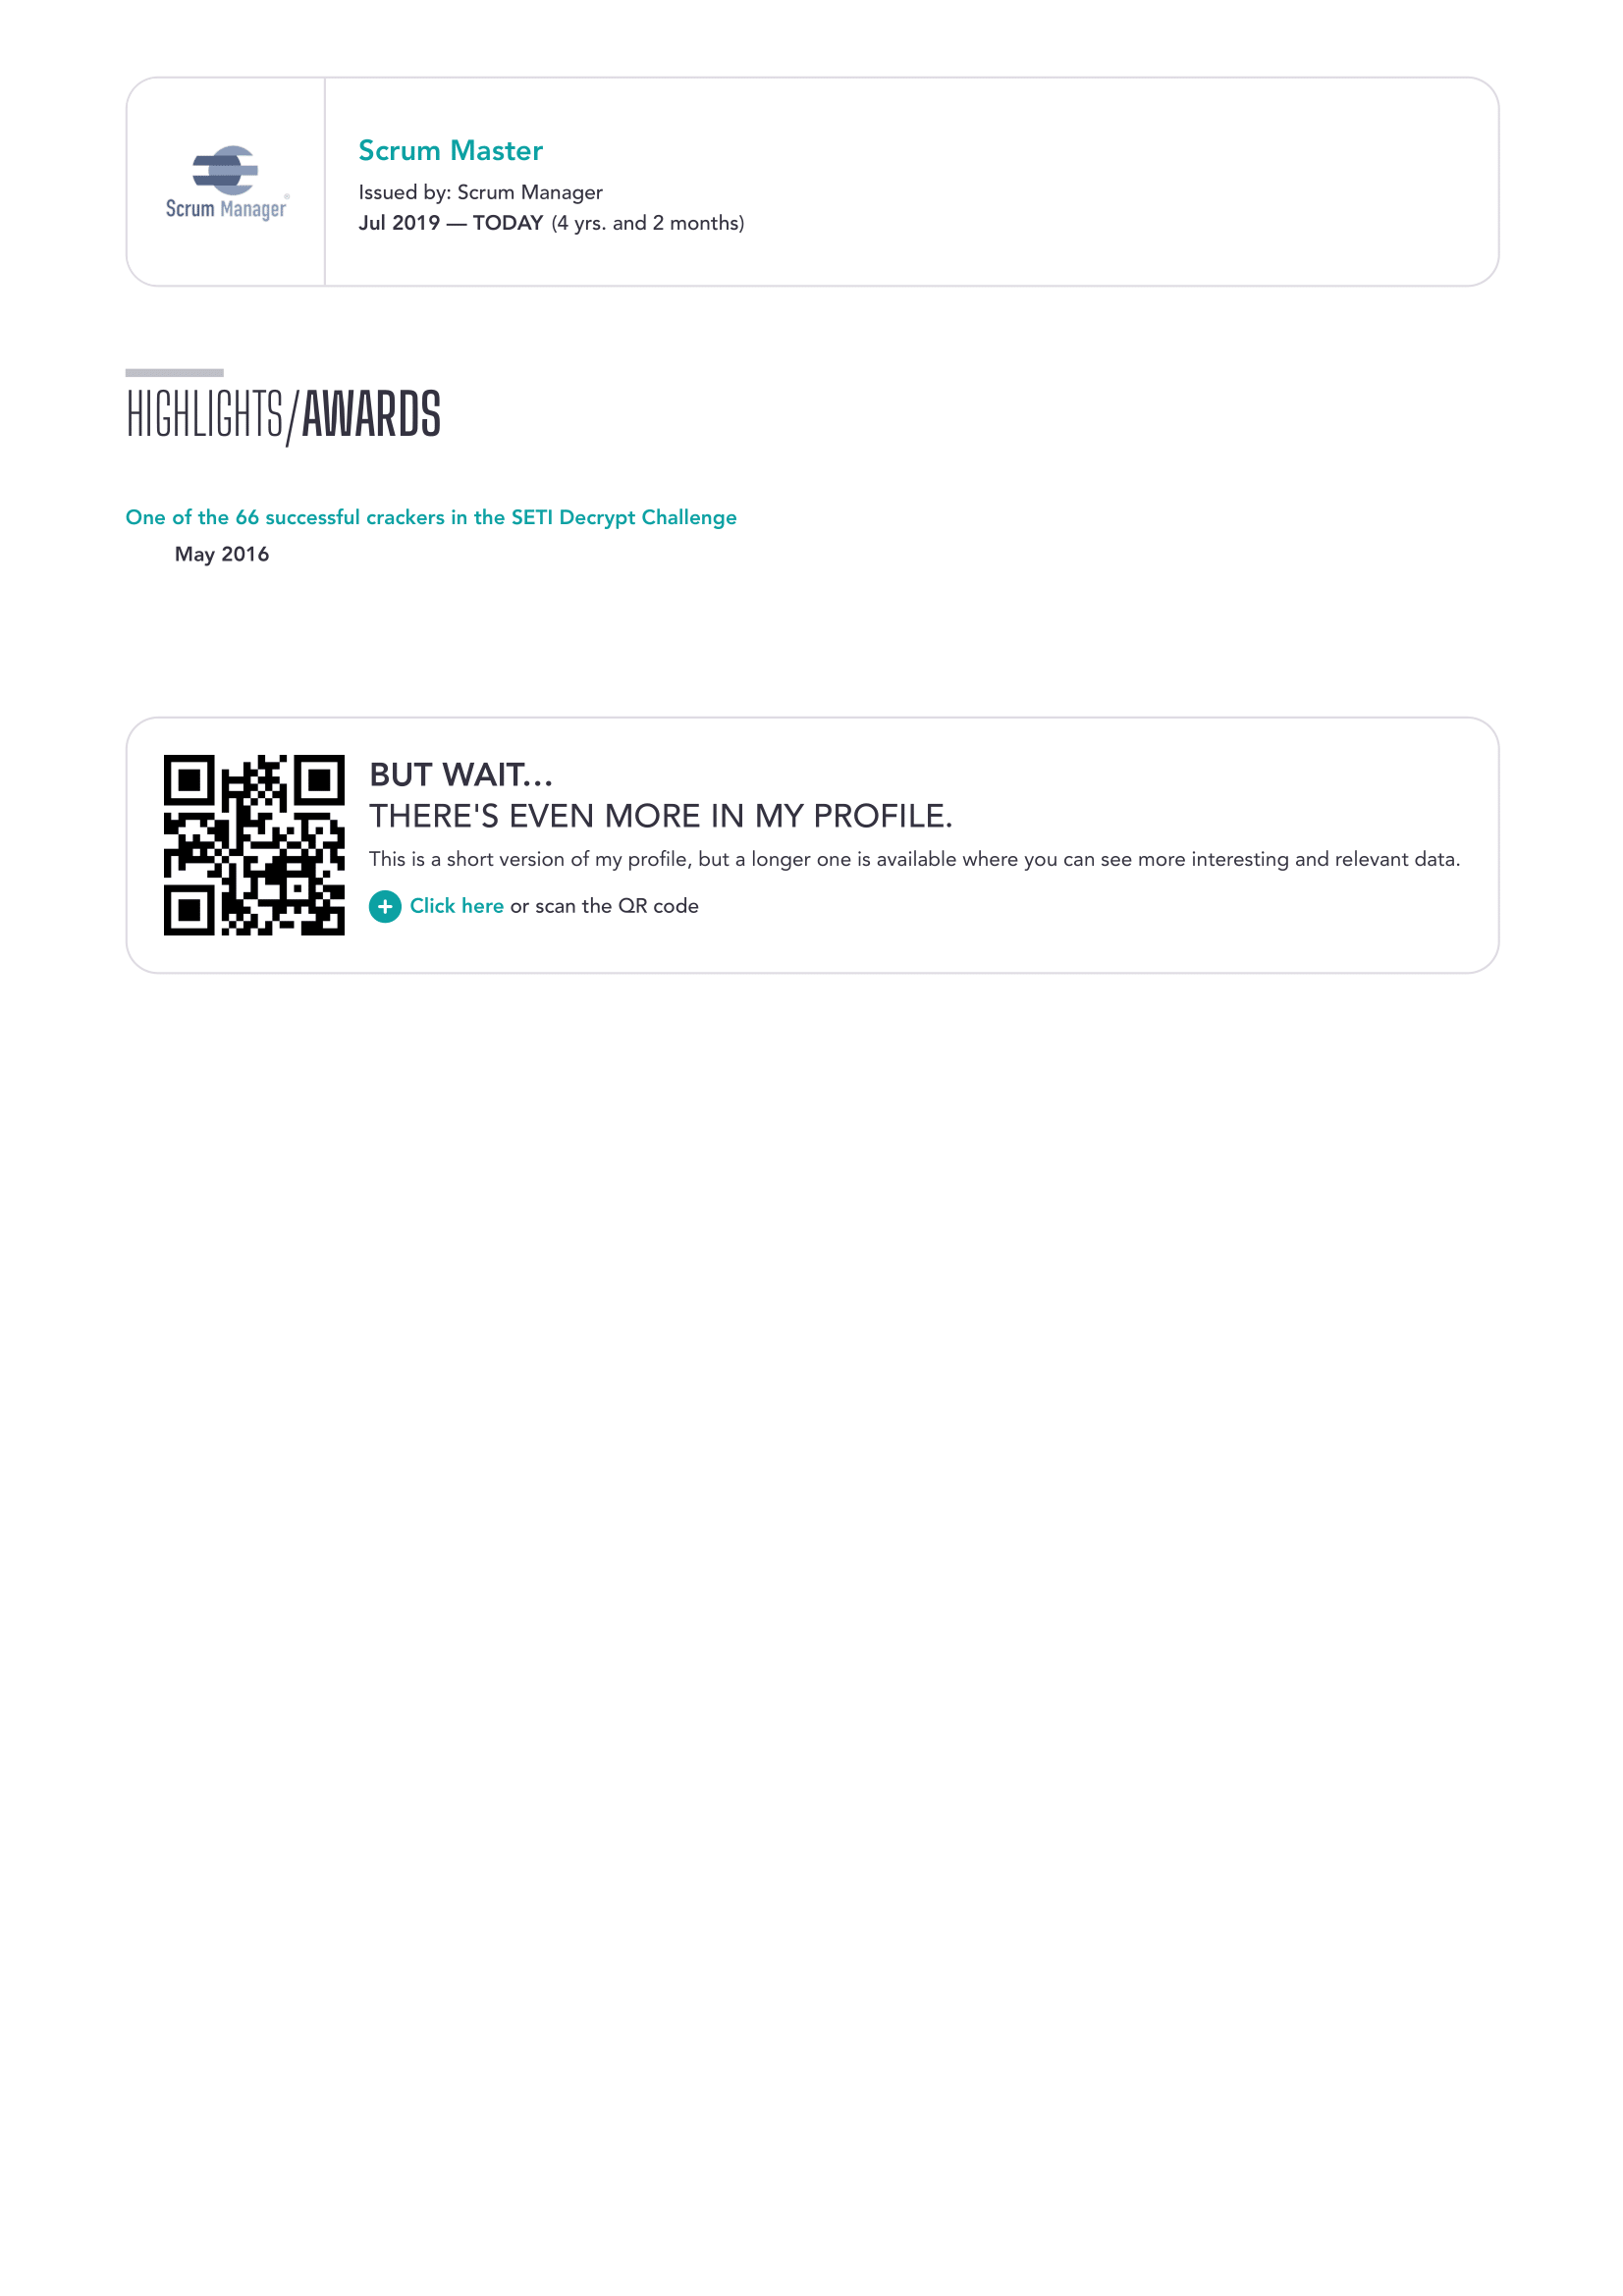 Scrum Manager®
Scrum Master
Issued by: Scrum Manager
Jul 2019 — TODAY (4 yrs. and 2 months)
HIGHLIGHTS/AWARDS
One of the 66 successful crackers in the SETI Decrypt Challenge
May 2016
BUT WAIT...
THERE'S EVEN MORE IN MY PROFILE.
This is a short version of my profile, but a longer one is available where you can see more interesting and relevant data.
Click here or scan the QR code